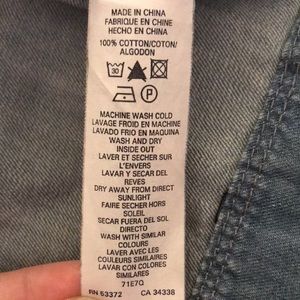 MADE IN CHINA
FABRIQUE EN CHINE
HECHO EN CHINA
100% COTTON/COTON/
ALGODON
30
P
MACHINE WASH COLD
LAVAGE FROID EN MACHINE
LAVADO FRIO EN MAQUINA
WASH AND DRY
INSIDE OUT
LAVER ET SECHER SUR
L'ENVERS
LAVAR Y SECAR DEL
REVES
DRY AWAY FROM DIRECT
SUNLIGHT
FAIRE SECHER HORS
SOLEIL
SECAR FUERA DEL SOL
DIRECTO
WASH WITH SIMILAR
COLOURS
LAVER AVEC LES
COULEURS SIMILAIRES
LAVAR CON COLORES
SIMILARES
71E7Q
RN 53372 CA 34338